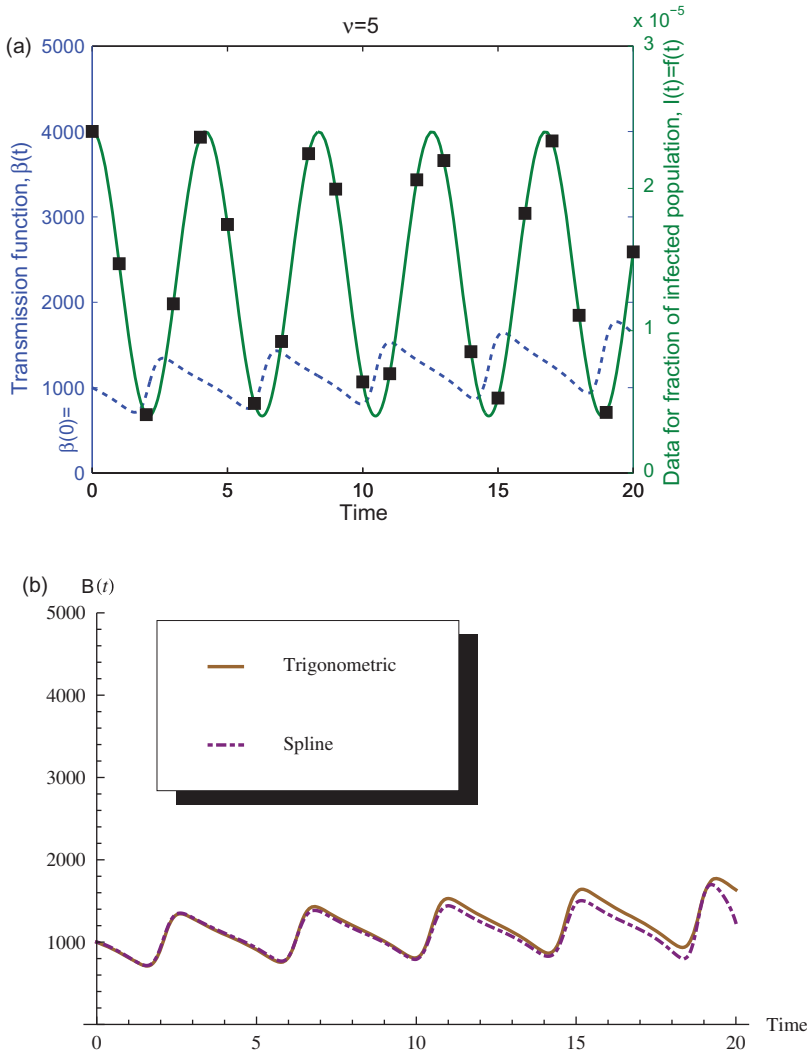 (a)
ν=5
x 10⁻⁵
5000
4000
3000
2000
1000
0
β(0)=
Transmission function, β(t)
3
2
1
0
Data for fraction of infected population, I(t)=f(t)
0 5 10 15 20
Time
(b)
B(t)
5000
4000
3000
2000
1000
Trigonometric
Spline
0 5 10 15 20
Time